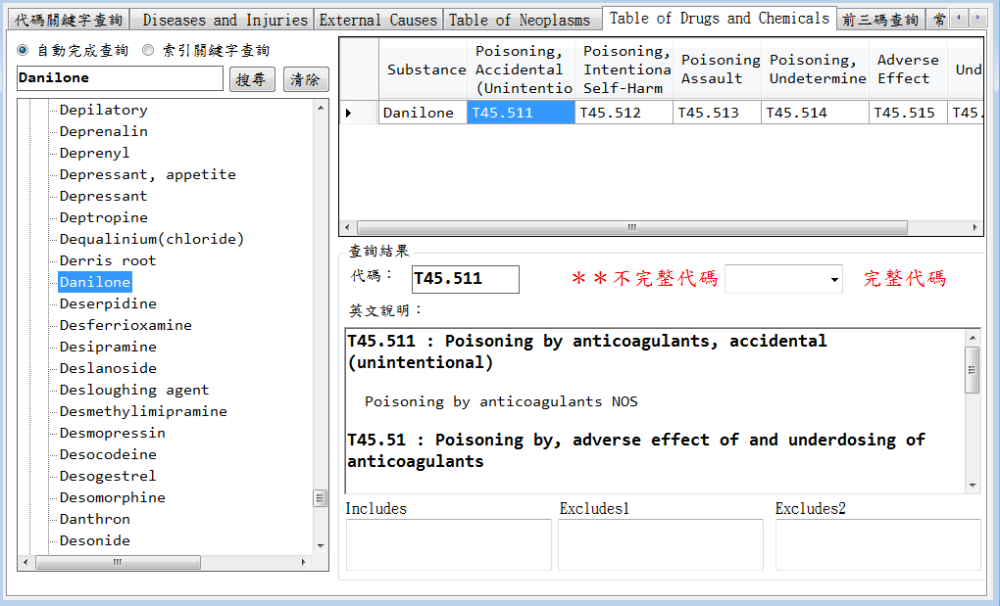 代碼關鍵字查詢 Diseases and Injuries External Causes Table of Neoplasms Table of Drugs and Chemicals 前三碼查詢 常
自動完成查詢 索引關鍵字查詢
Danilone 搜尋 清除
Depilatory
Deprenalin
Deprenyl
Depressant, appetite
Depressant
Deptropine
Dequalinium(chloride)
Derris root
Danilone
Deserpidine
Desferrioxamine
Desipramine
Deslanoside
Desloughing agent
Desmethylimipramine
Desmopressin
Desocodeine
Desogestrel
Desomorphine
Danthron
Desonide
Substance
Poisoning,
Accidental
(Unintentio
Poisoning,
Intentiona
Self-Harm
Poisoning
Assault
Poisoning,
Undetermine
Adverse
Effect
Und
Danilone T45.511 T45.512 T45.513 T45.514 T45.515 T45.
查詢結果
代碼： T45.511 ＊＊不完整代碼 完整代碼
英文說明：
T45.511 : Poisoning by anticoagulants, accidental
(unintentional)
Poisoning by anticoagulants NOS
T45.51 : Poisoning by, adverse effect of and underdosing of
anticoagulants
Includes Excludes1 Excludes2